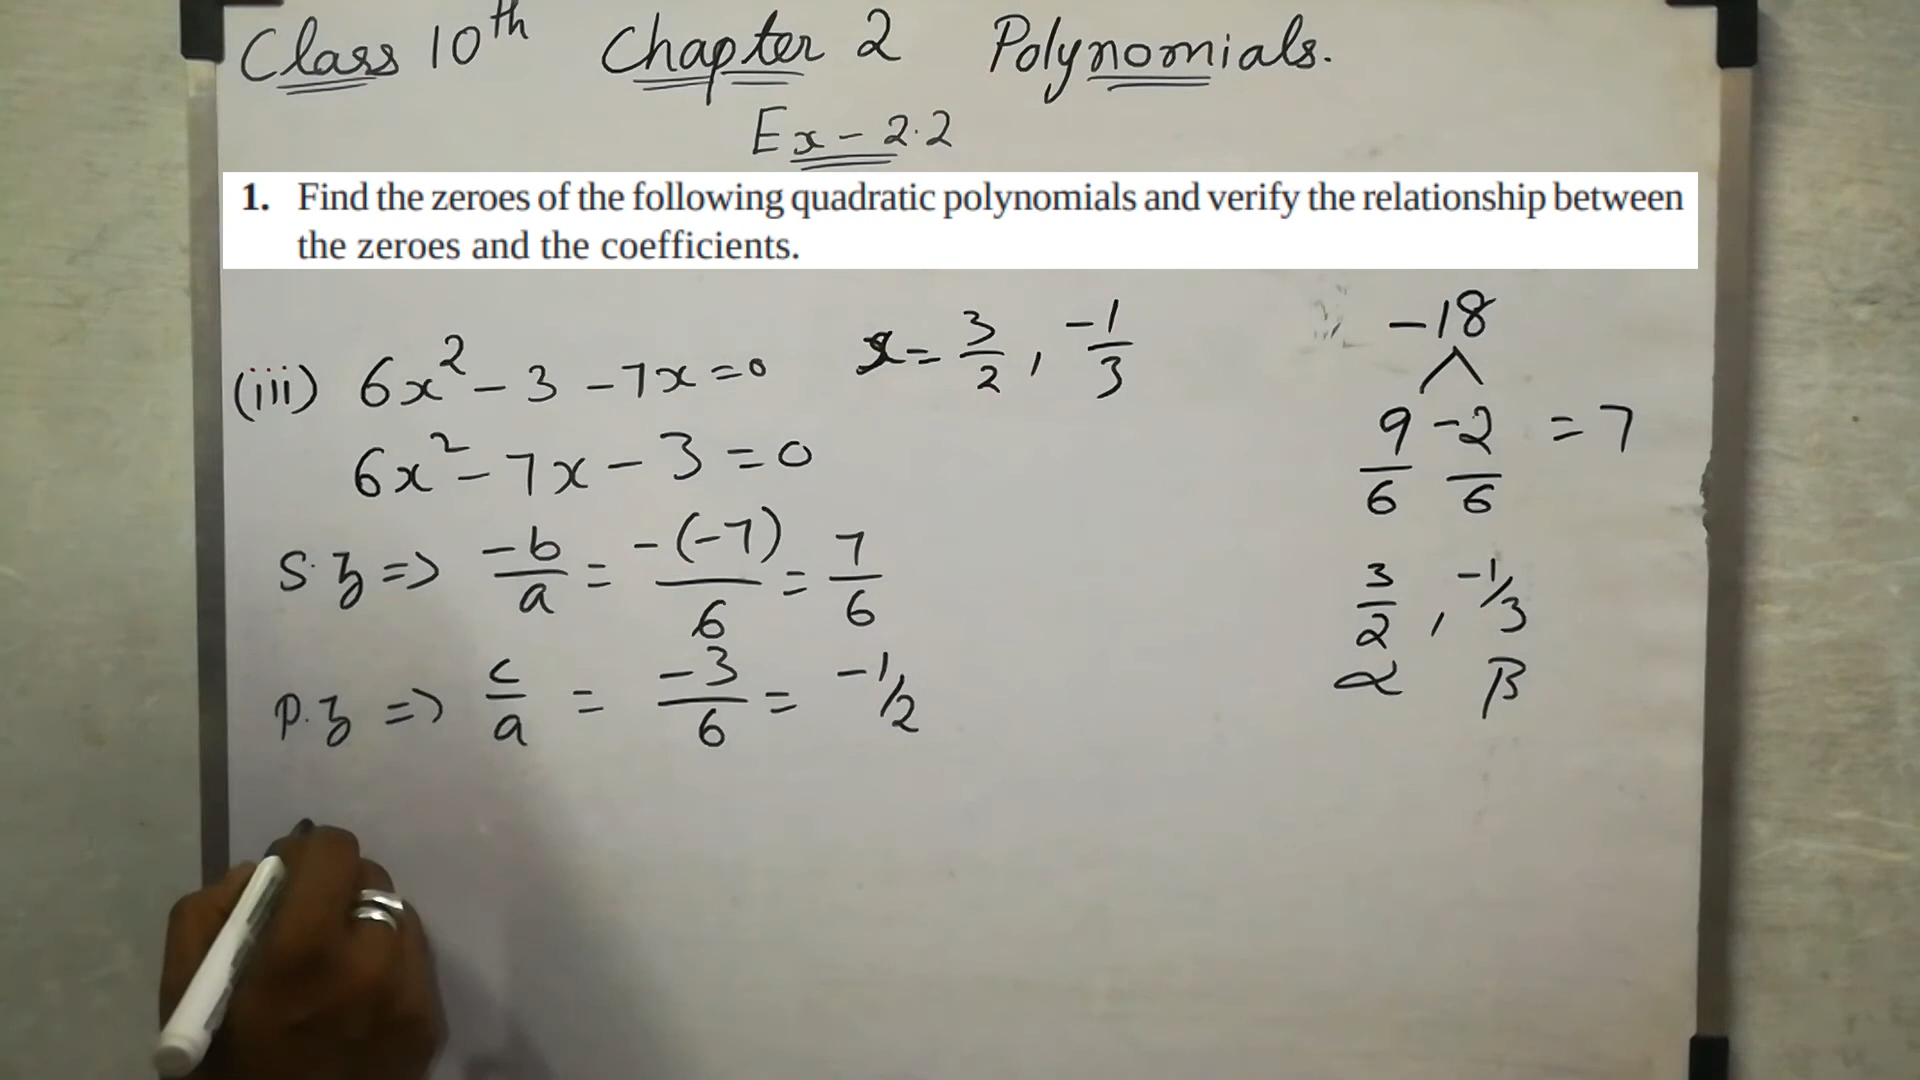 Class 10th Chapter 2 Polynomials.
Ex - 2.2
1. Find the zeroes of the following quadratic polynomials and verify the relationship between
the zeroes and the coefficients.
(iii) 6x² - 3 - 7x = 0
x = 3/2, -1/3
6x² - 7x - 3 = 0
S.z => -b/a = -(-7)/6 = 7/6
P.z => c/a = -3/6 = -1/2
-18
9/6 -2/6 = 7
3/2, -1/3
α β